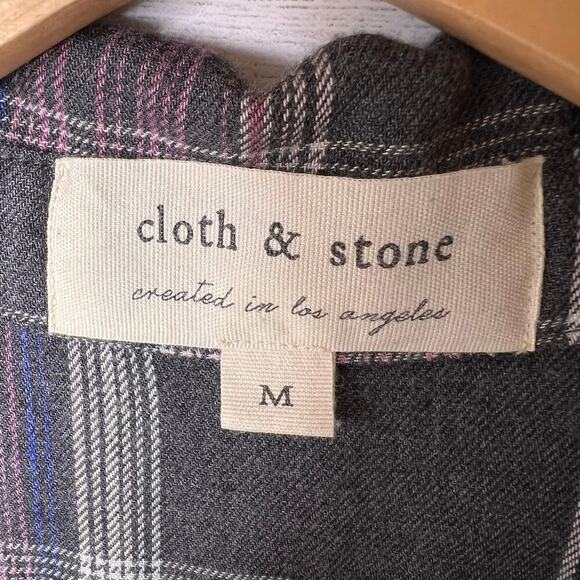 cloth & stone
created in los angeles
M